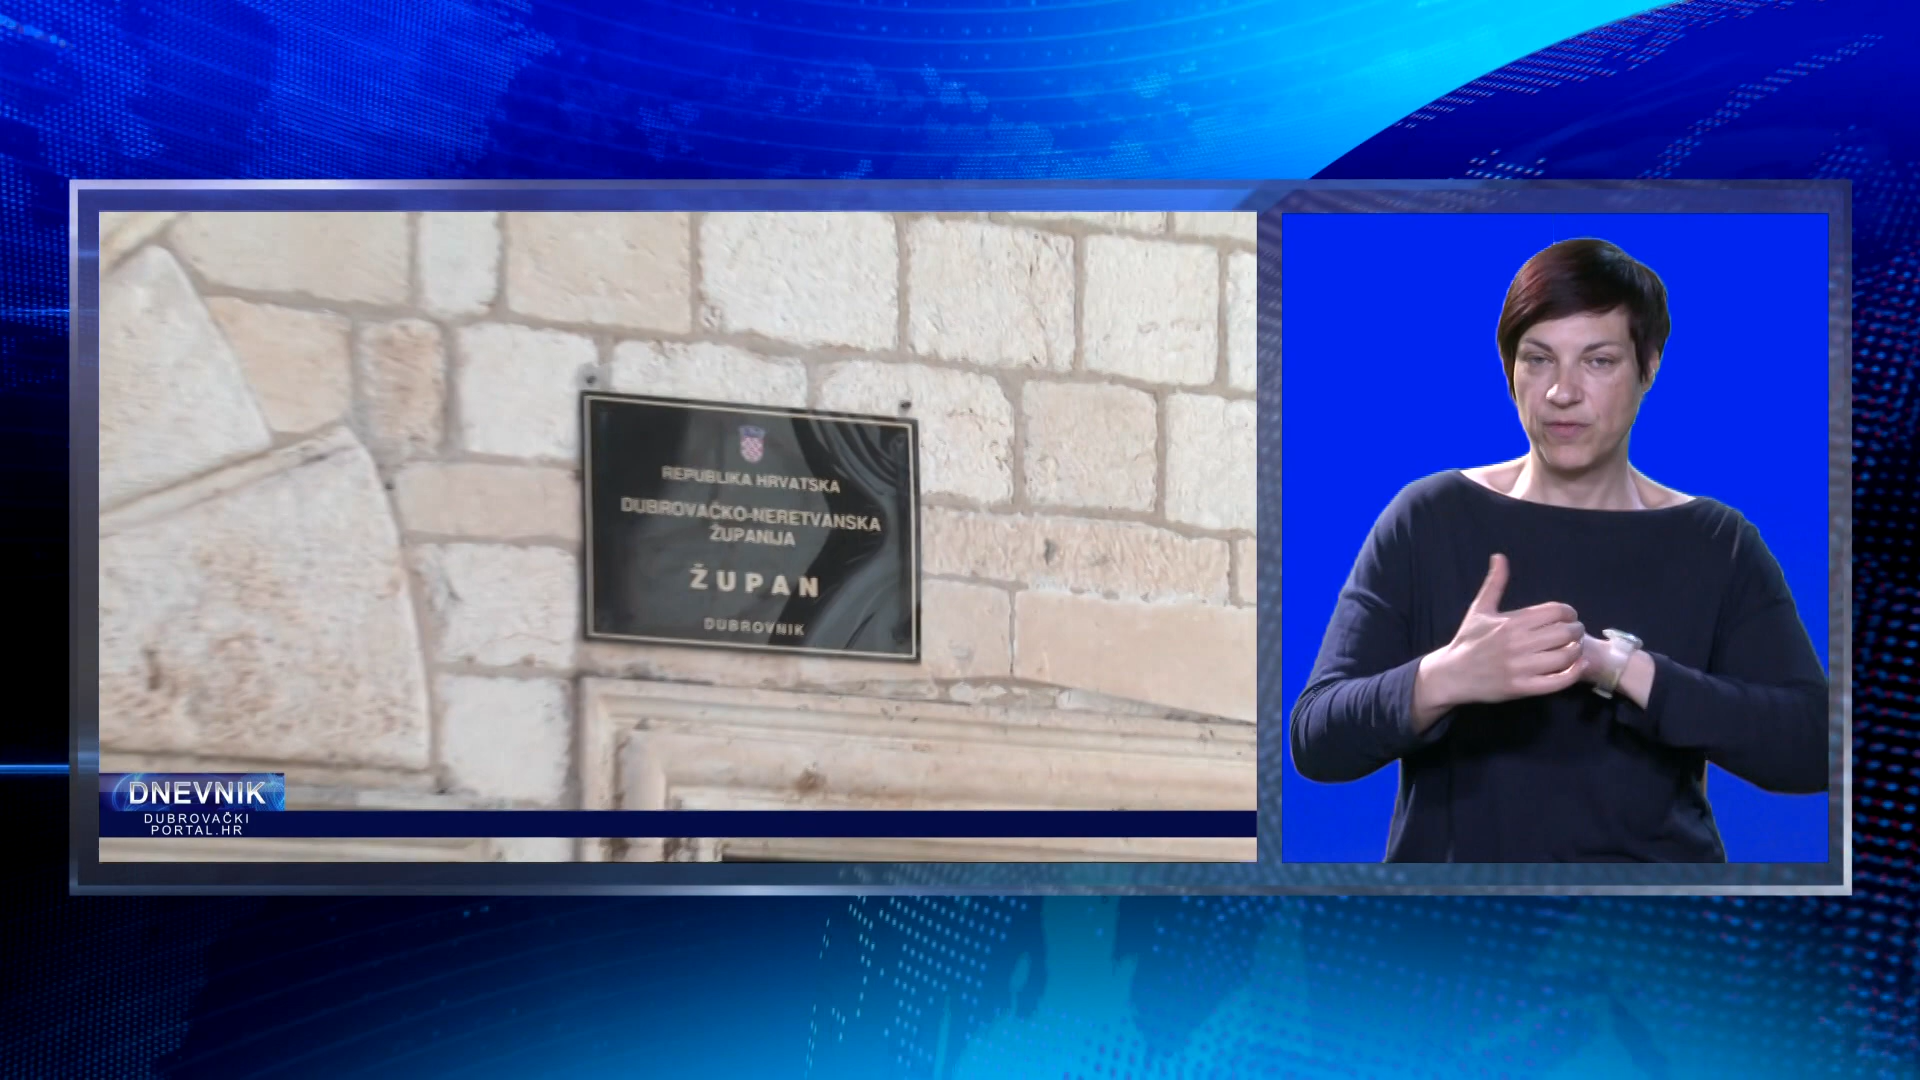 REPUBLIKA HRVATSKA
DUBROVAČKO-NERETVANSKA
ŽUPANIJA
ŽUPAN
DUBROVNIK
DNEVNIK
DUBROVAČKI
PORTAL.HR